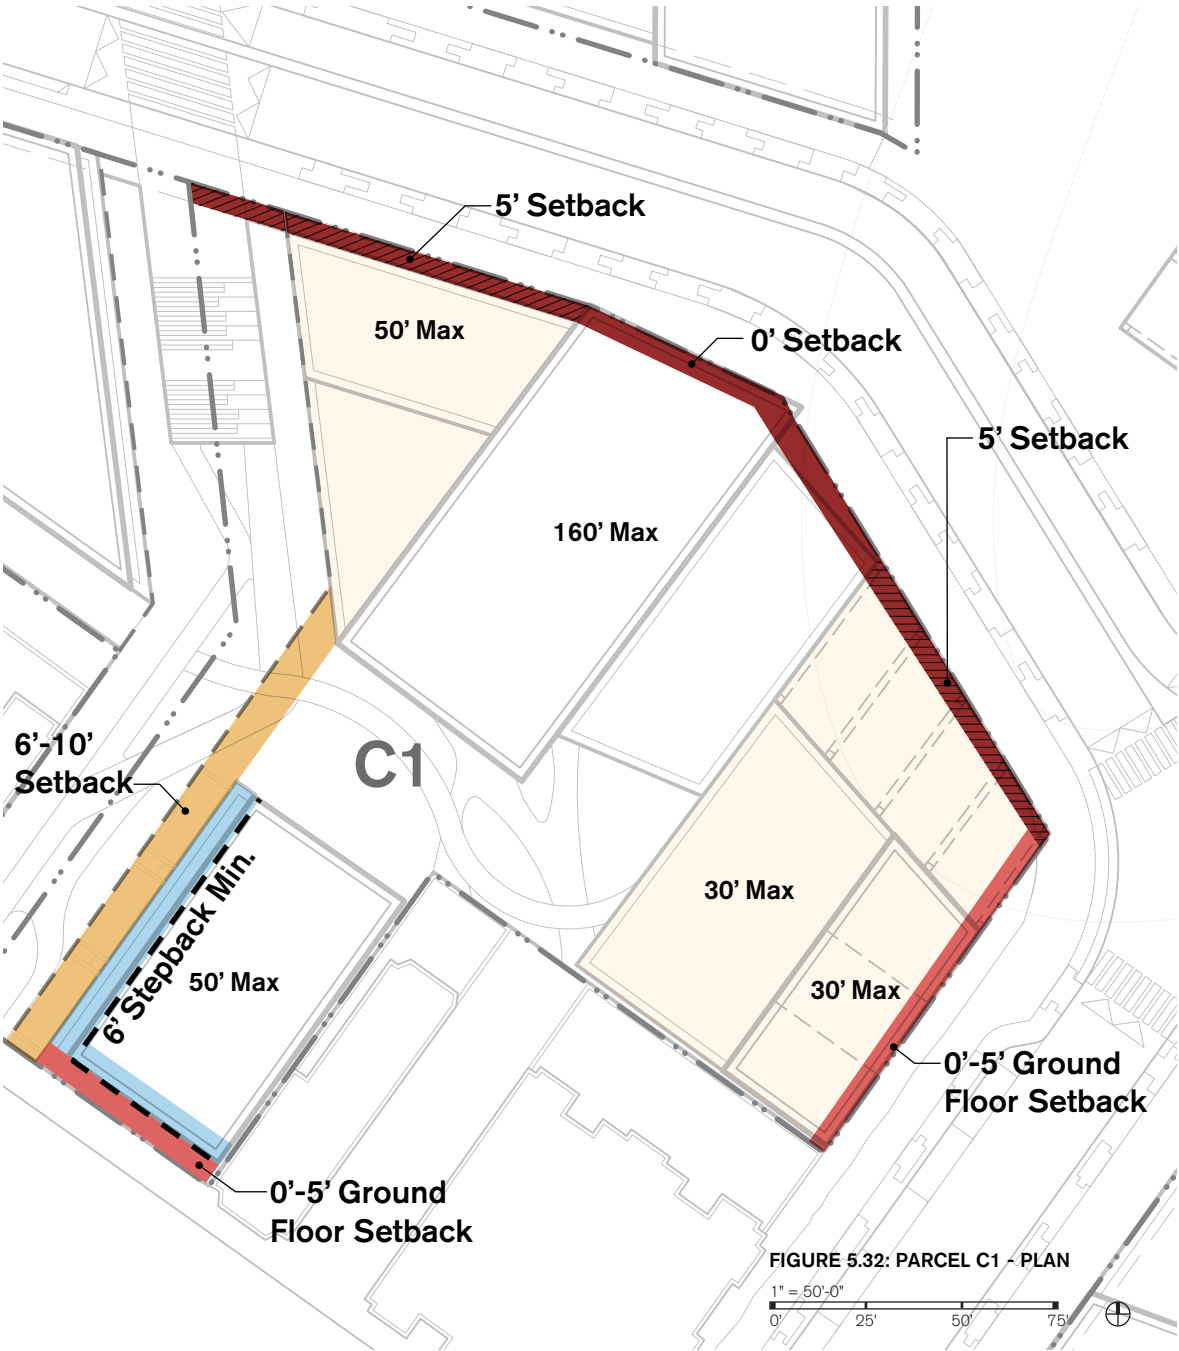 5’ Setback
50’ Max
0’ Setback
5’ Setback
160’ Max
6’-10’
Setback
C1
6’ Stepback Min.
30’ Max
50’ Max
30’ Max
0’-5’ Ground
Floor Setback
0’-5’ Ground
Floor Setback
FIGURE 5.32: PARCEL C1 - PLAN
1" = 50'-0"
0' 25' 50' 75'